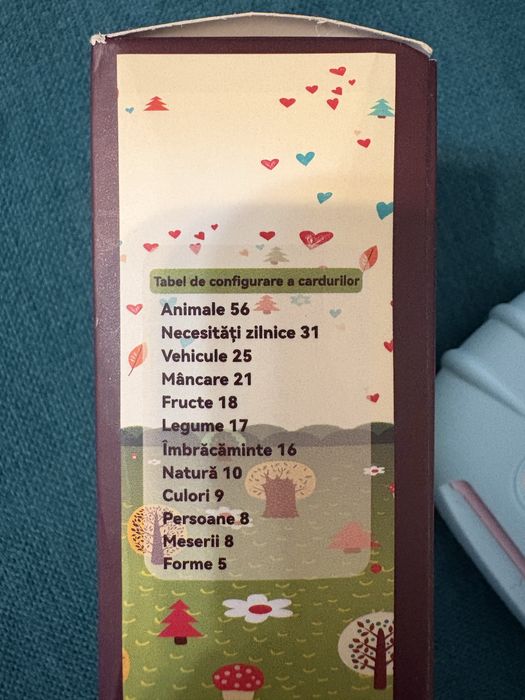 Tabel de configurare a cardurilor
Animale 56
Necesități zilnice 31
Vehicule 25
Mâncare 21
Fructe 18
Legume 17
Îmbrăcăminte 16
Natură 10
Culori 9
Persoane 8
Meserii 8
Forme 5